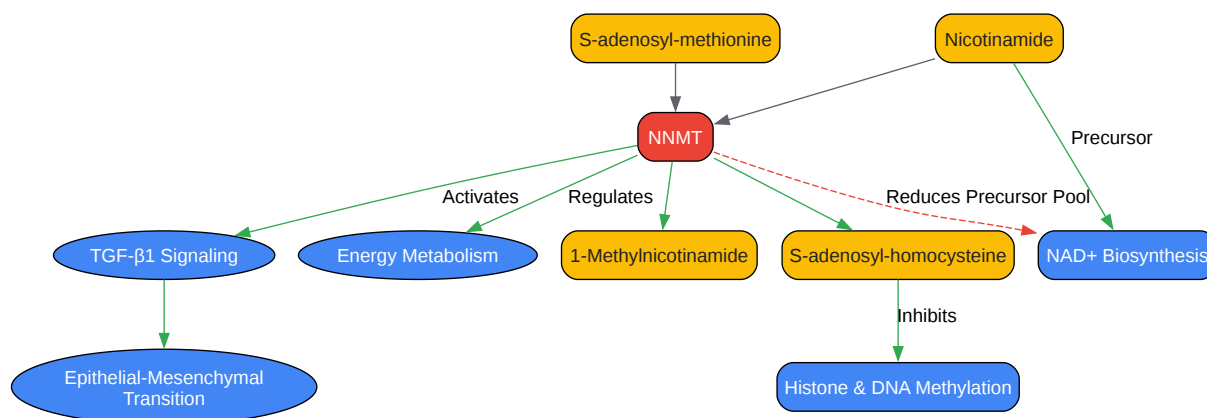 S-adenosyl-methionine
Nicotinamide
NNMT
Precursor
Activates
Regulates
Reduces Precursor Pool
TGF-β1 Signaling
Energy Metabolism
1-Methylnicotinamide
S-adenosyl-homocysteine
NAD+ Biosynthesis
Inhibits
Epithelial-Mesenchymal
Transition
Histone & DNA Methylation